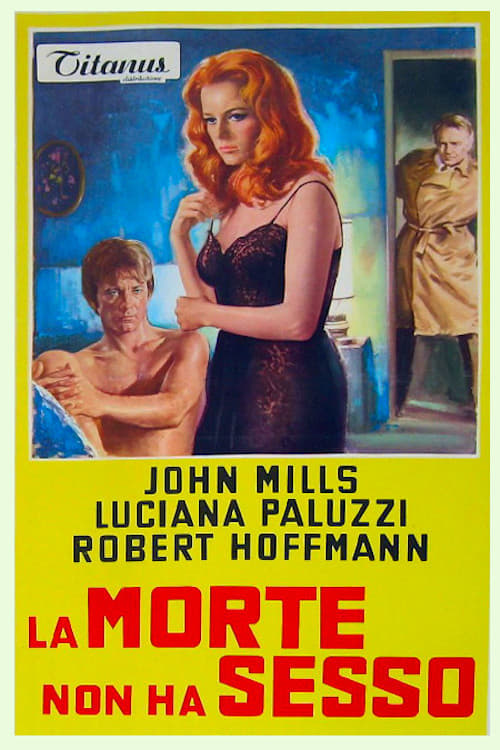 Titanus
distribuzione
JOHN MILLS
LUCIANA PALUZZI
ROBERT HOFFMANN
LA MORTE
NON HA SESSO